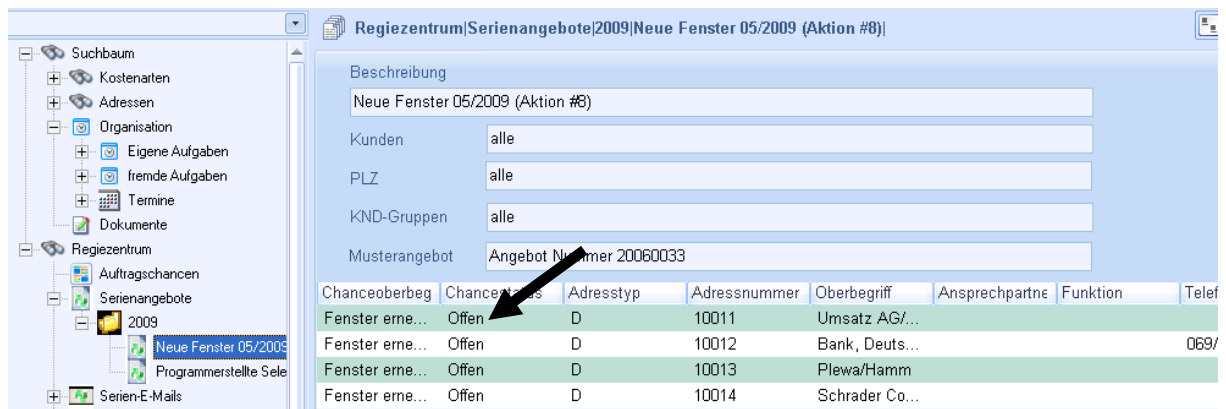 Suchbaum
Kostenarten
Adressen
Organisation
Eigene Aufgaben
fremde Aufgaben
Termine
Dokumente
Regiezentrum
Auftragschancen
Serienangebote
2009
Neue Fenster 05/2009
Programmerstellte Sele
Serien-E-Mails
Regiezentrum|Serienangebote|2009|Neue Fenster 05/2009 (Aktion #8)|
Beschreibung
Neue Fenster 05/2009 (Aktion #8)
Kunden alle
PLZ alle
KND-Gruppen alle
Musterangebot Angebot Nummer 20060033
Chanceoberbeg Chancestatus Adresstyp Adressnummer Oberbegriff Ansprechpartne Funktion Telef
Fenster erne... Offen D 10011 Umsatz AG/...
Fenster erne... Offen D 10012 Bank, Deuts... 069/
Fenster erne... Offen D 10013 Plewa/Hamm
Fenster erne... Offen D 10014 Schrader Co...